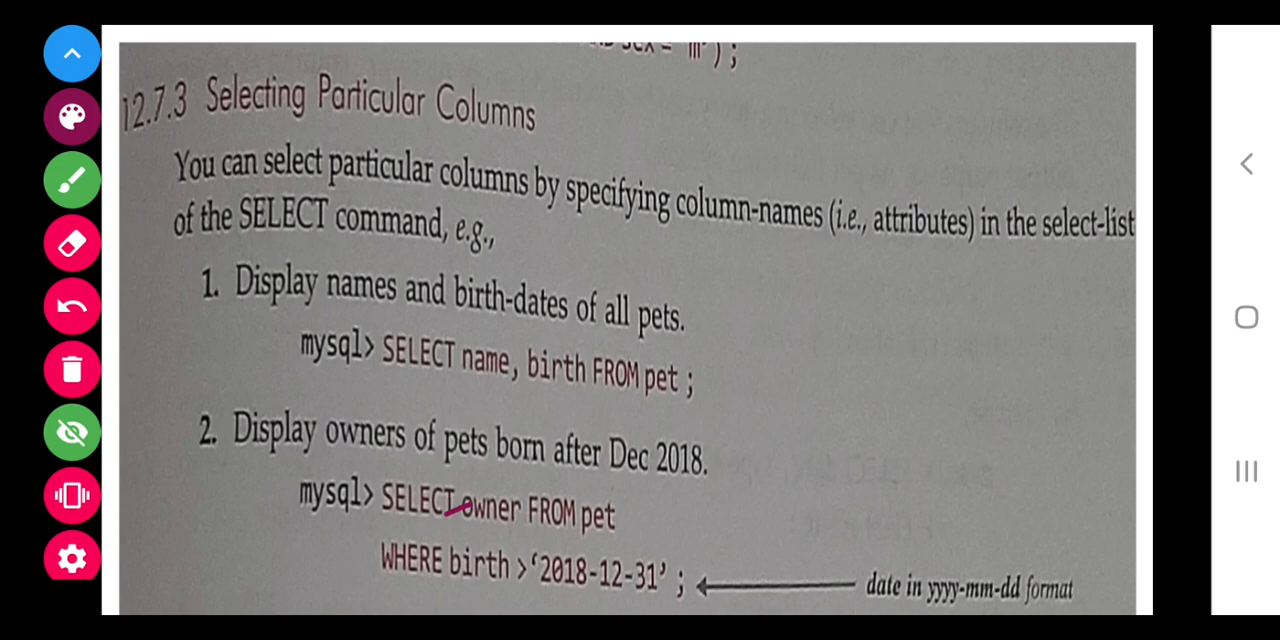 12.7.3 Selecting Particular Columns
You can select particular columns by specifying column-names (i.e., attributes) in the select-list
of the SELECT command, e.g.,
1. Display names and birth-dates of all pets.
mysql> SELECT name, birth FROM pet ;
2. Display owners of pets born after Dec 2018.
mysql> SELECT owner FROM pet
WHERE birth >‘2018-12-31’ ; date in yyyy-mm-dd format